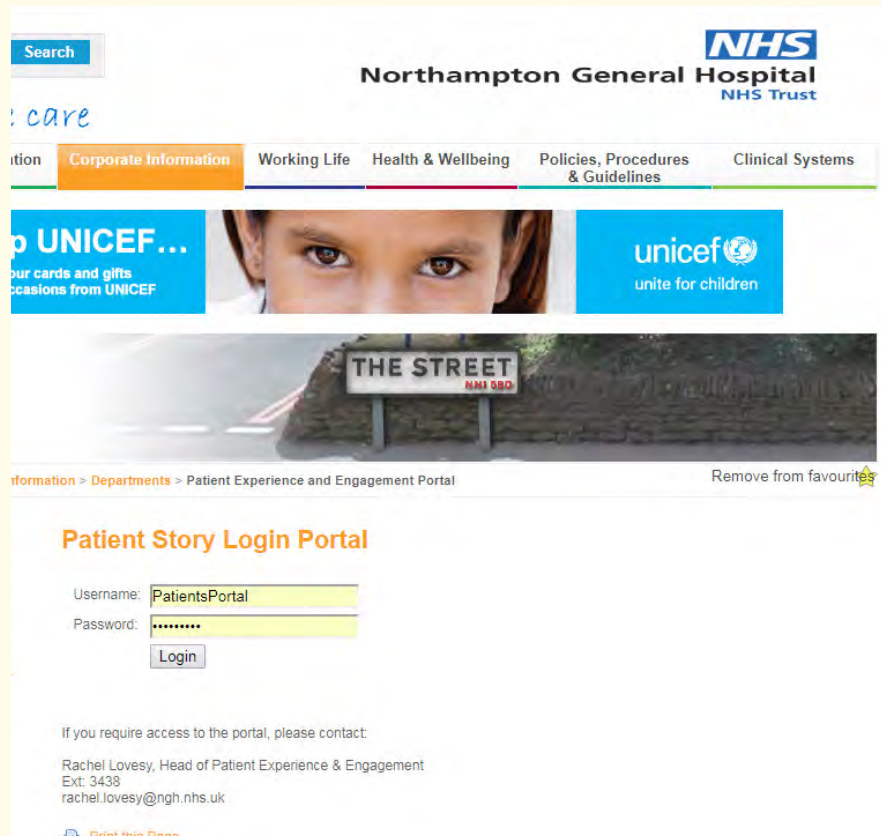 Search
NHS
Northampton General Hospital
NHS Trust
care
Corporate Information
Working Life
Health & Wellbeing
Policies, Procedures
& Guidelines
Clinical Systems
UNICEF...
cards and gifts
from UNICEF
unicef
unite for children
THE STREET
NN1 5BD
> Departments > Patient Experience and Engagement Portal
Remove from favourites
Patient Story Login Portal
Username: PatientsPortal
Password: •••••••••
Login
If you require access to the portal, please contact:
Rachel Lovesy, Head of Patient Experience & Engagement
Ext: 3438
rachel.lovesy@ngh.nhs.uk
Print this Page